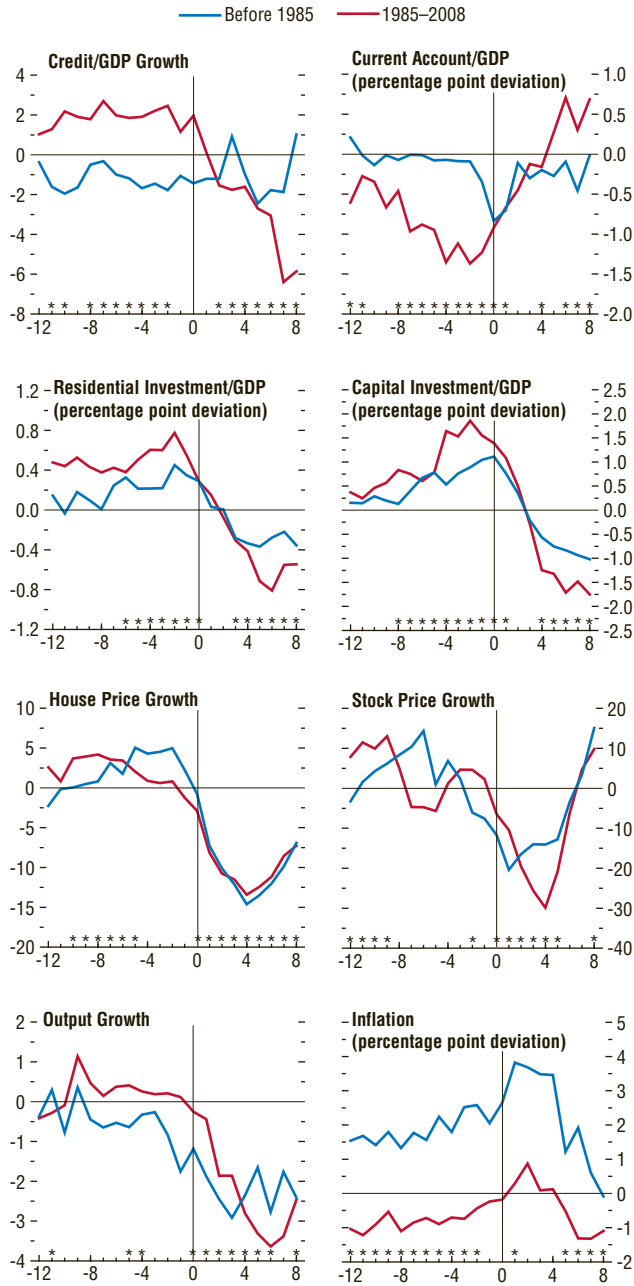 Before 1985
1985–2008
Credit/GDP Growth
4
2
0
-2
-4
-6
-8
-12 -8 -4 0 4 8
Current Account/GDP
(percentage point deviation)
1.0
0.5
0.0
-0.5
-1.0
-1.5
-2.0
-12 -8 -4 0 4 8
Residential Investment/GDP
(percentage point deviation)
1.2
0.8
0.4
0.0
-0.4
-0.8
-1.2
-12 -8 -4 0 4 8
Capital Investment/GDP
(percentage point deviation)
2.5
2.0
1.5
1.0
0.5
0.0
-0.5
-1.0
-1.5
-2.0
-2.5
-12 -8 -4 0 4 8
House Price Growth
10
5
0
-5
-10
-15
-20
-12 -8 -4 0 4 8
Stock Price Growth
20
10
0
-10
-20
-30
-40
-12 -8 -4 0 4 8
Output Growth
2
1
0
-1
-2
-3
-4
-12 -8 -4 0 4 8
Inflation
(percentage point deviation)
5
4
3
2
1
0
-1
-2
-12 -8 -4 0 4 8